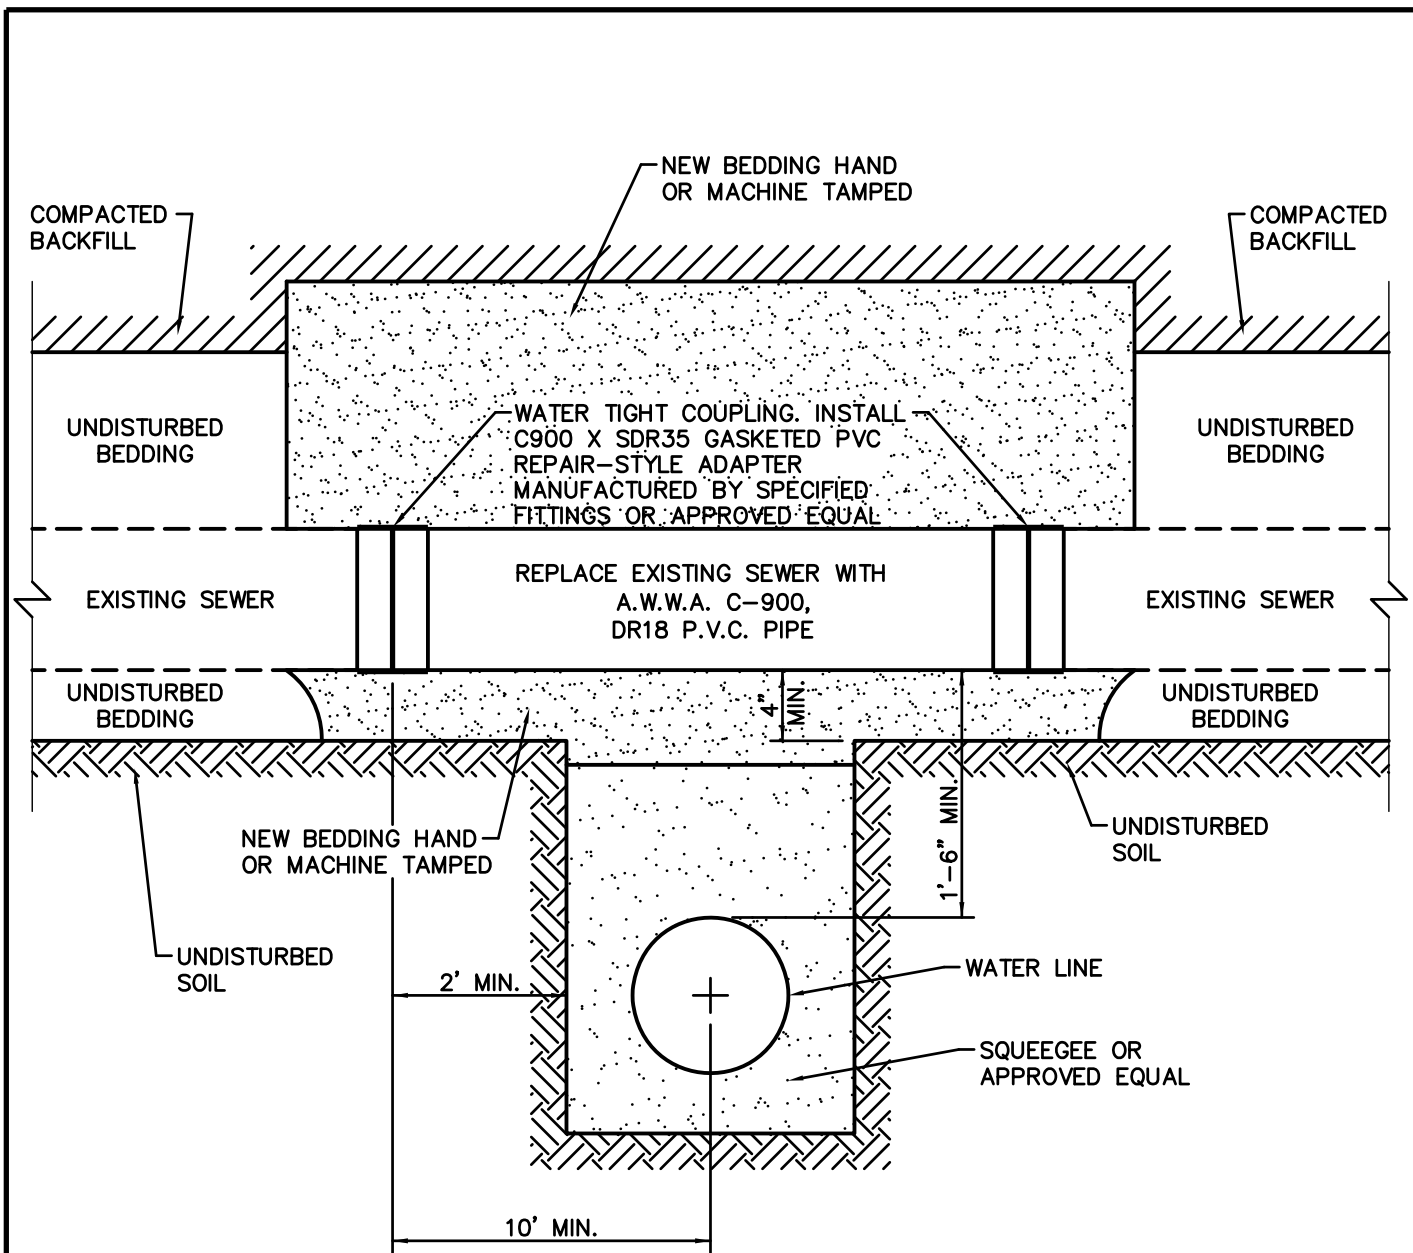 NEW BEDDING HAND
OR MACHINE TAMPED
COMPACTED
BACKFILL
COMPACTED
BACKFILL
UNDISTURBED
BEDDING
WATER TIGHT COUPLING. INSTALL
C900 X SDR35 GASKETED PVC
REPAIR-STYLE ADAPTER
MANUFACTURED BY SPECIFIED
FITTINGS OR APPROVED EQUAL
UNDISTURBED
BEDDING
EXISTING SEWER
REPLACE EXISTING SEWER WITH
A.W.W.A. C-900,
DR18 P.V.C. PIPE
EXISTING SEWER
UNDISTURBED
BEDDING
4"
MIN.
UNDISTURBED
BEDDING
1'-6" MIN.
NEW BEDDING HAND
OR MACHINE TAMPED
UNDISTURBED
SOIL
UNDISTURBED
SOIL
2' MIN.
WATER LINE
SQUEEGEE OR
APPROVED EQUAL
10' MIN.